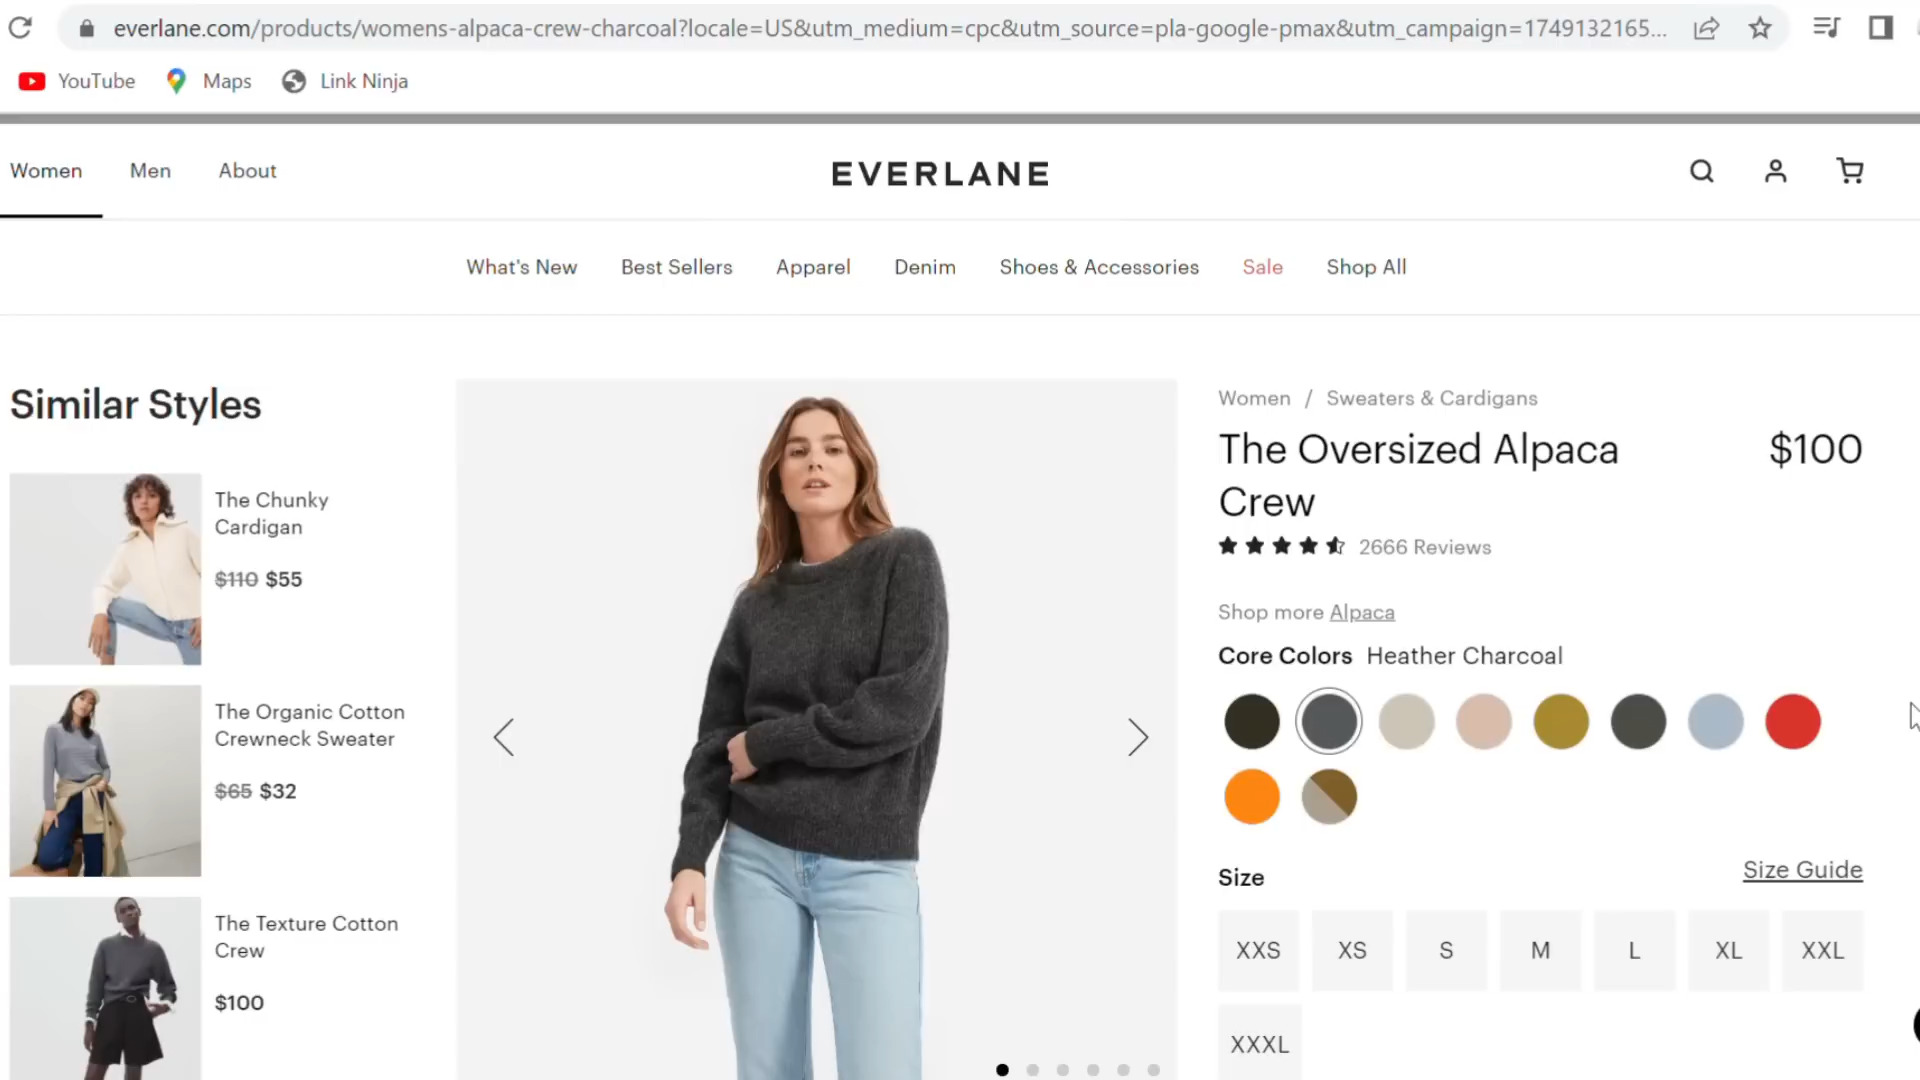 everlane.com/products/womens-alpaca-crew-charcoal?locale=US&utm_medium=cpc&utm_source=pla-google-pmax&utm_campaign=1749132165...
YouTube
Maps
Link Ninja
Women
Men
About
EVERLANE
What's New
Best Sellers
Apparel
Denim
Shoes & Accessories
Sale
Shop All
Similar Styles
The Chunky
Cardigan
$110 $55
The Organic Cotton
Crewneck Sweater
$65 $32
The Texture Cotton
Crew
$100
Women / Sweaters & Cardigans
The Oversized Alpaca
Crew
$100
2666 Reviews
Shop more Alpaca
Core Colors Heather Charcoal
Size
Size Guide
XXS
XS
S
M
L
XL
XXL
XXXL